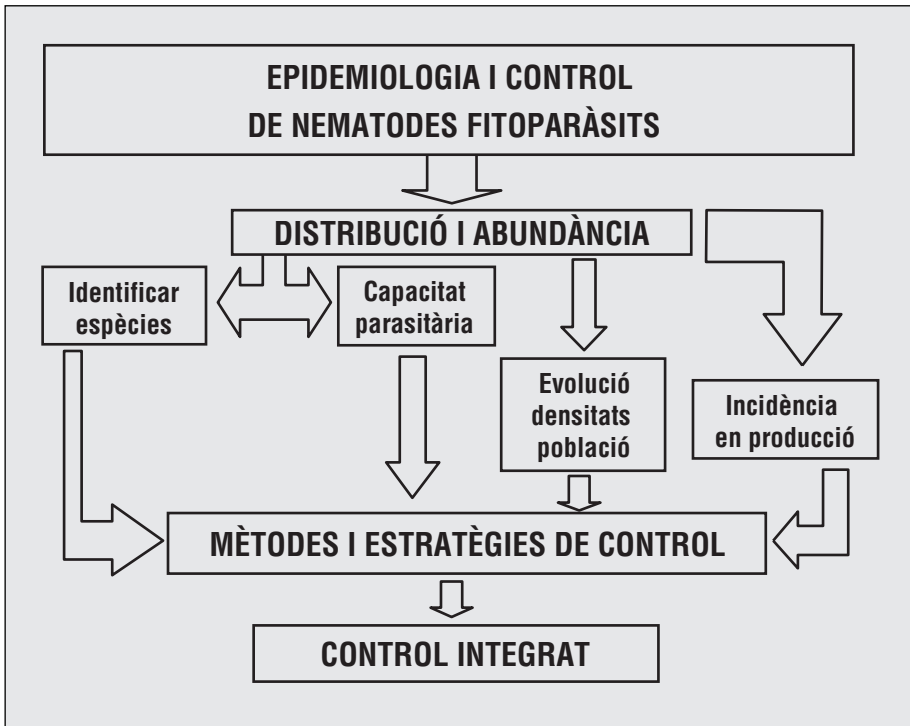 EPIDEMIOLOGIA I CONTROL
DE NEMATODES FITOPARÀSITS
DISTRIBUCIÓ I ABUNDÀNCIA
Identificar
espècies
Capacitat
parasitària
Evolució
densitats
població
Incidència
en producció
MÈTODES I ESTRATÈGIES DE CONTROL
CONTROL INTEGRAT